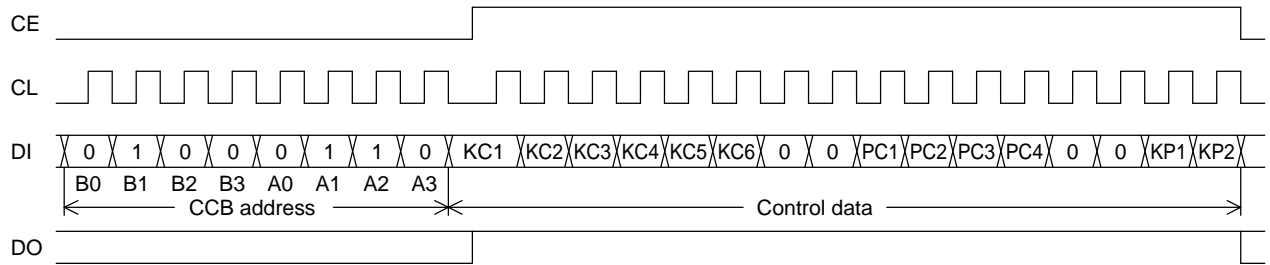 CE
CL
DI 0 1 0 0 0 1 1 0 KC1 KC2 KC3 KC4 KC5 KC6 0 0 PC1 PC2 PC3 PC4 0 0 KP1 KP2
B0 B1 B2 B3 A0 A1 A2 A3
CCB address Control data
DO